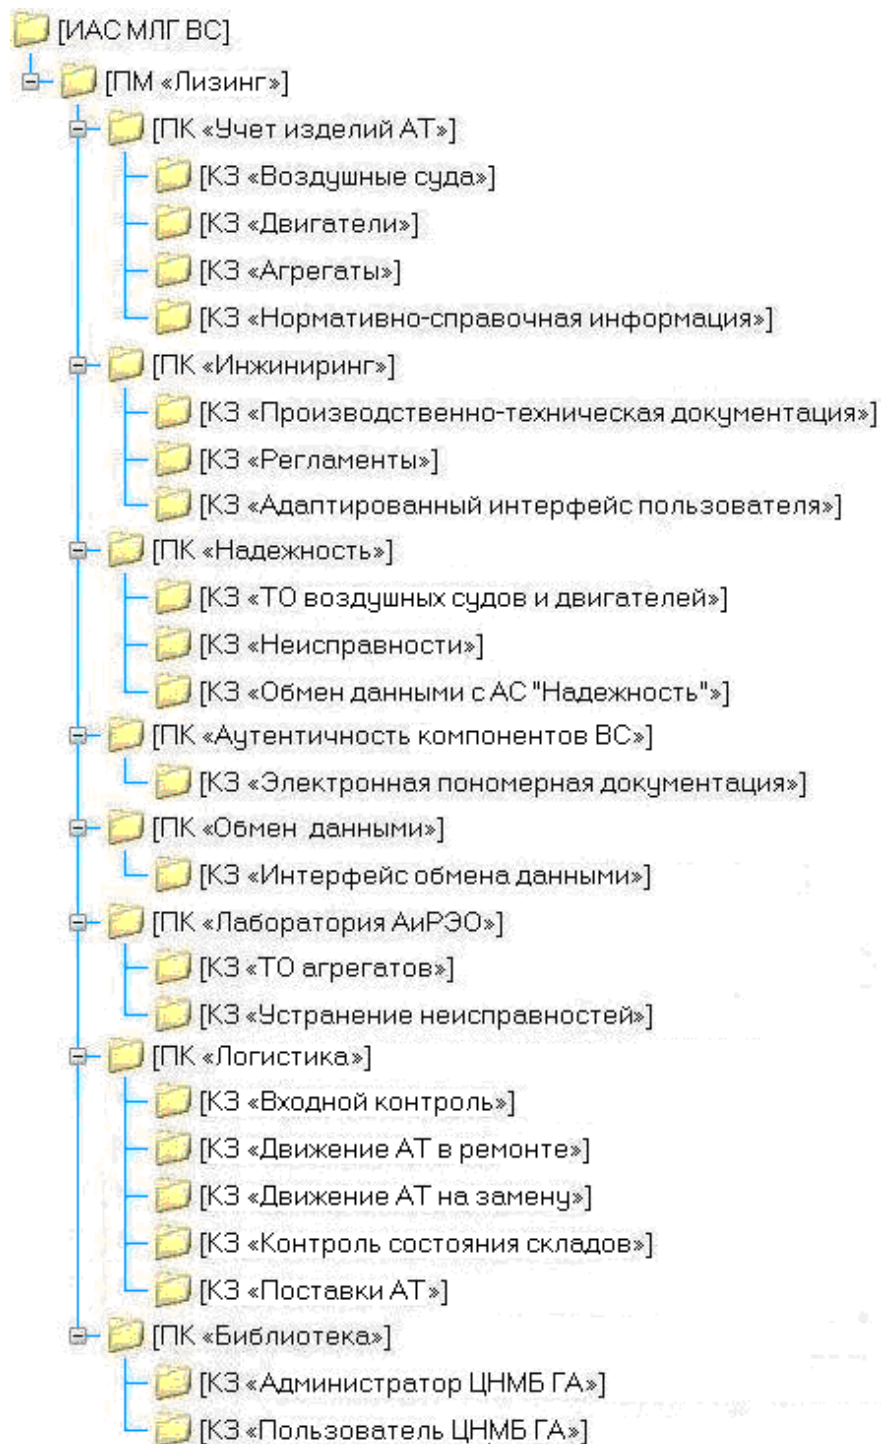 [ИАС МЛГ ВС]
[ПМ «Лизинг»]
[ПК «Учет изделий АТ»]
[КЗ «Воздушные суда»]
[КЗ «Двигатели»]
[КЗ «Агрегаты»]
[КЗ «Нормативно-справочная информация»]
[ПК «Инжиниринг»]
[КЗ «Производственно-техническая документация»]
[КЗ «Регламенты»]
[КЗ «Адаптированный интерфейс пользователя»]
[ПК «Надежность»]
[КЗ «ТО воздушных судов и двигателей»]
[КЗ «Неисправности»]
[КЗ «Обмен данными с АС "Надежность"»]
[ПК «Аутентичность компонентов ВС»]
[КЗ «Электронная пономерная документация»]
[ПК «Обмен данными»]
[КЗ «Интерфейс обмена данными»]
[ПК «Лаборатория АиРЭО»]
[КЗ «ТО агрегатов»]
[КЗ «Устранение неисправностей»]
[ПК «Логистика»]
[КЗ «Входной контроль»]
[КЗ «Движение АТ в ремонте»]
[КЗ «Движение АТ на замену»]
[КЗ «Контроль состояния складов»]
[КЗ «Поставки АТ»]
[ПК «Библиотека»]
[КЗ «Администратор ЦНМБ ГА»]
[КЗ «Пользователь ЦНМБ ГА»]